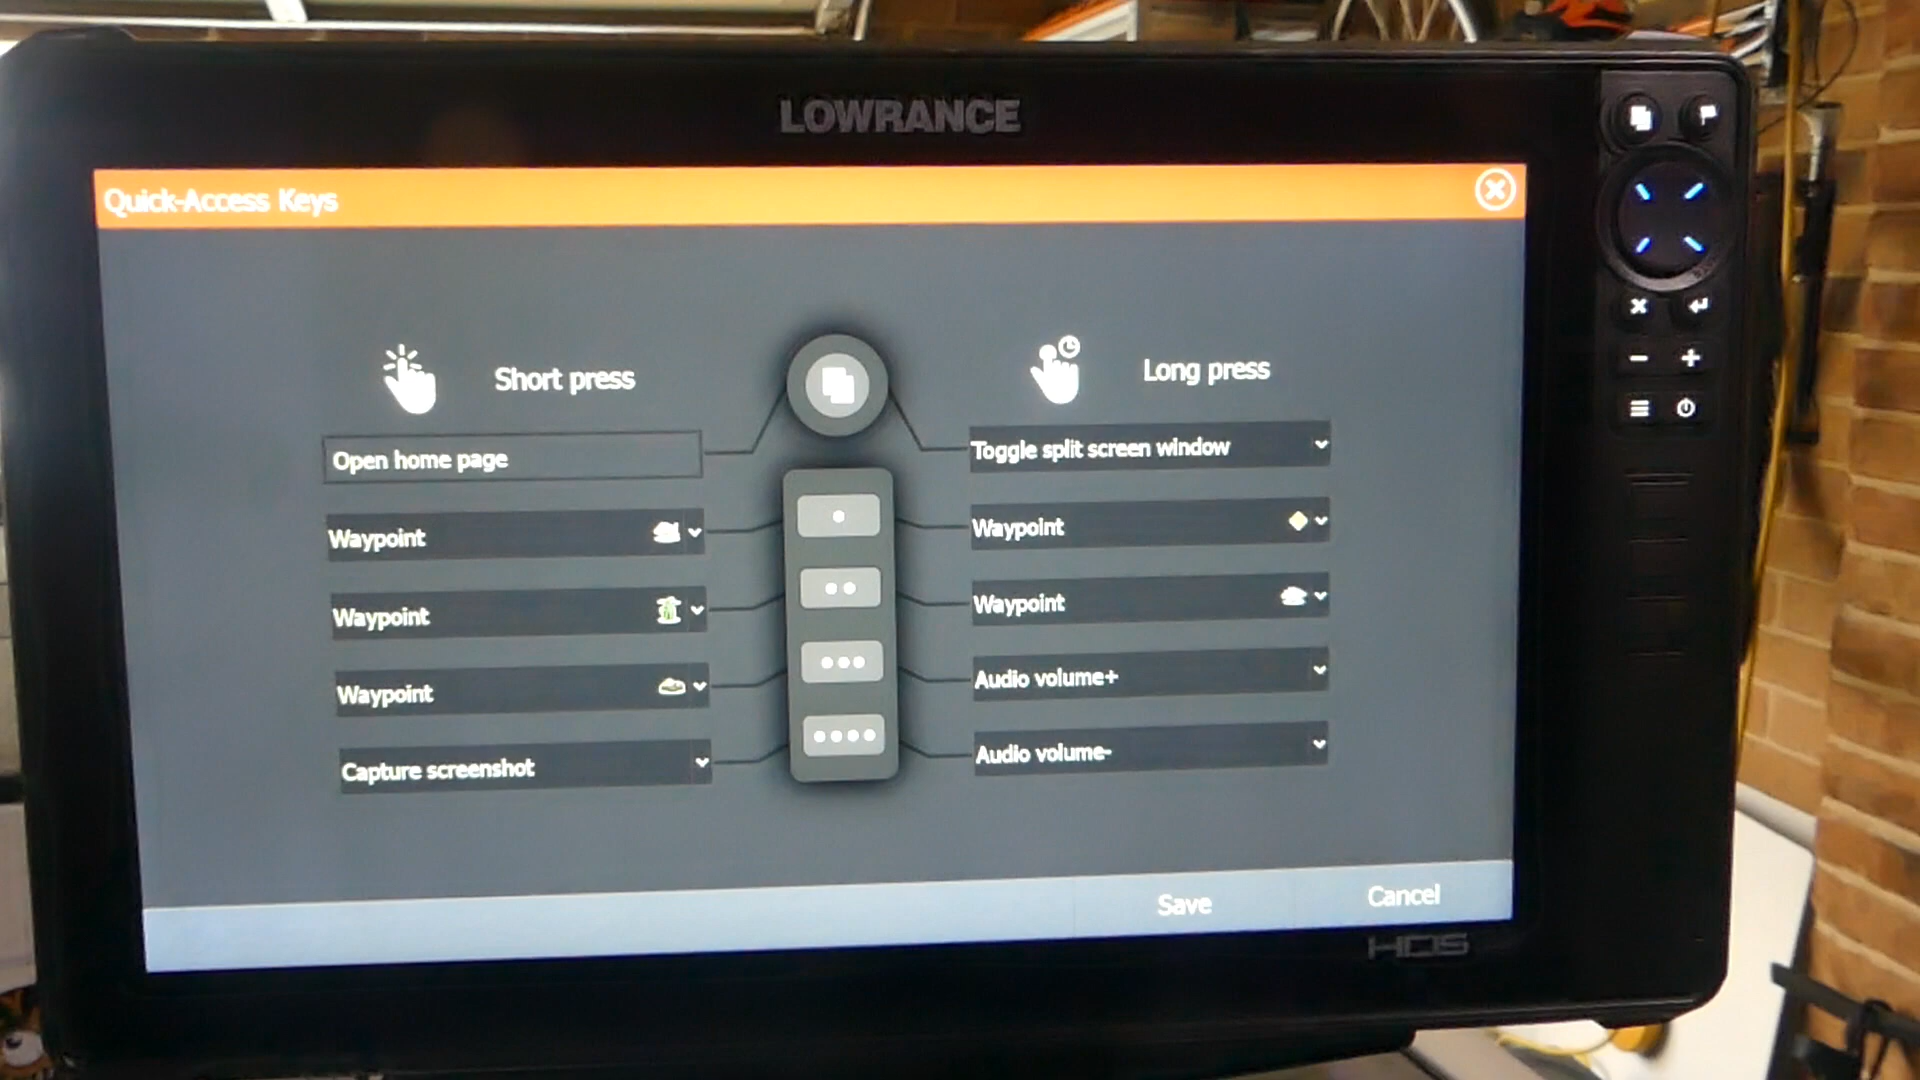 LOWRANCE
Quick-Access Keys
Short press
Long press
Open home page
Toggle split screen window
Waypoint
Waypoint
Waypoint
Waypoint
Waypoint
Audio volume+
Capture screenshot
Audio volume-
Save
Cancel
HDS